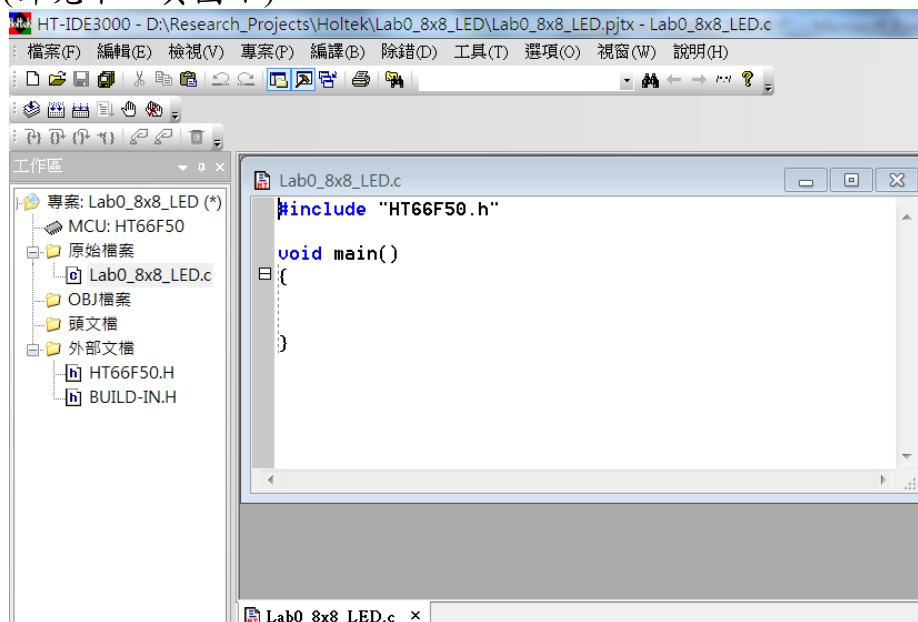 HT-IDE3000 - D:\Research_Projects\Holtek\Lab0_8x8_LED\Lab0_8x8_LED.pjtx - Lab0_8x8_LED.c
檔案(F) 編輯(E) 檢視(V) 專案(P) 編譯(B) 除錯(D) 工具(T) 選項(O) 視窗(W) 說明(H)
工作區
專案: Lab0_8x8_LED (*)
MCU: HT66F50
原始檔案
Lab0_8x8_LED.c
OBJ檔案
頭文檔
外部文檔
HT66F50.H
BUILD-IN.H
Lab0_8x8_LED.c
#include "HT66F50.h"
void main()
{
}
Lab0_8x8_LED.c ×